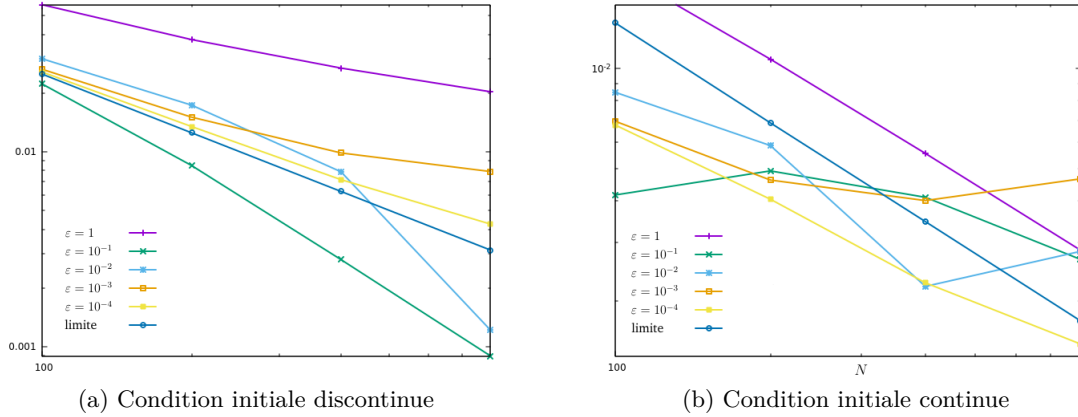 0.01
0.001
100
ε = 1
ε = 10⁻¹
ε = 10⁻²
ε = 10⁻³
ε = 10⁻⁴
limite
(a) Condition initiale discontinue
10⁻²
100
N
ε = 1
ε = 10⁻¹
ε = 10⁻²
ε = 10⁻³
ε = 10⁻⁴
limite
(b) Condition initiale continue